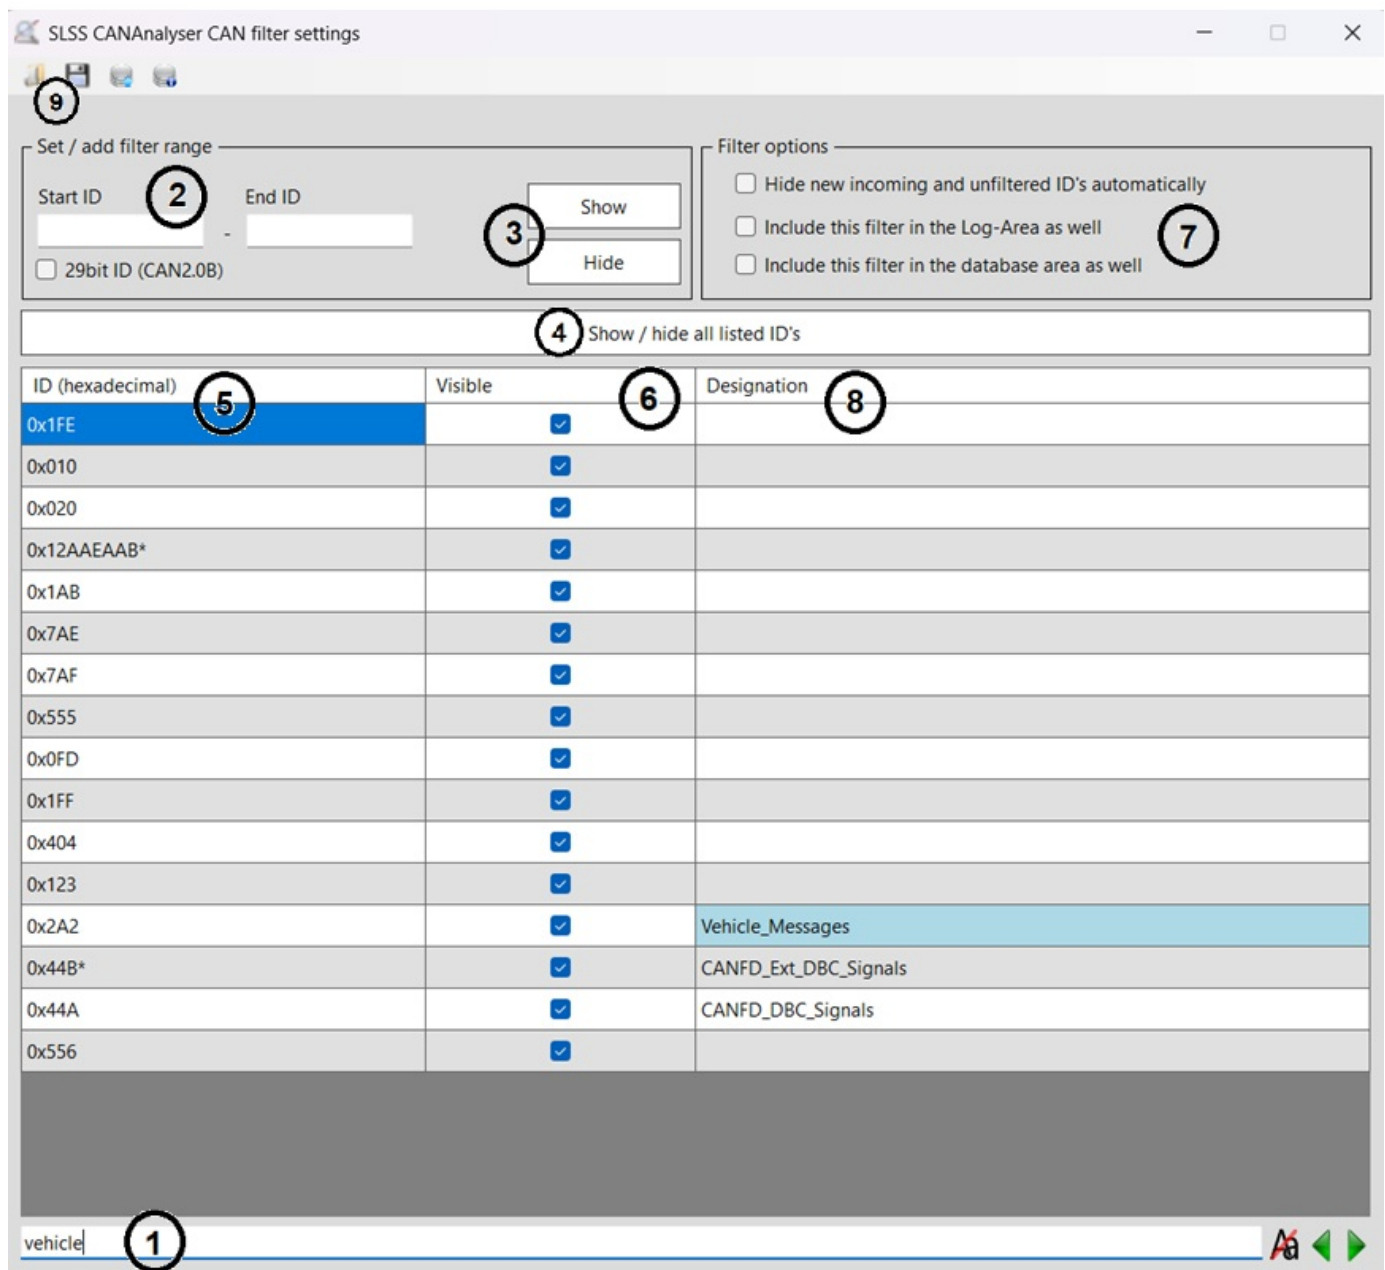 SLSS CANAnalyser CAN filter settings
9
Set / add filter range
Filter options
Start ID
2
End ID
-
29bit ID (CAN2.0B)
3
Show
Hide
Hide new incoming and unfiltered ID's automatically
Include this filter in the Log-Area as well
Include this filter in the database area as well
7
4 Show / hide all listed ID's
ID (hexadecimal) 5 Visible 6 Designation 8
0x1FE
0x010
0x020
0x12AAEAAB*
0x1AB
0x7AE
0x7AF
0x555
0x0FD
0x1FF
0x404
0x123
0x2A2 Vehicle_Messages
0x44B* CANFD_Ext_DBC_Signals
0x44A CANFD_DBC_Signals
0x556
vehicle 1 Aa